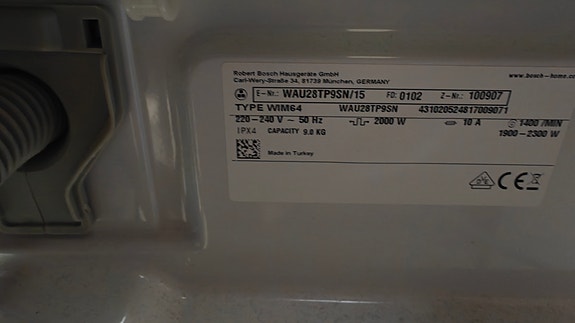 Robert Bosch Hausgeräte GmbH
Carl-Wery-Straße 34, 81739 München, GERMANY
www.bosch-home.co
E-Nr.: WAU28TP9SN/15 FD: 0102 Z-Nr.: 100907
TYPE WIM64 WAU28TP9SN 431020524817009071
220-240 V ~ 50 Hz 2000 W 10 A 1400 /MIN
IPX4 CAPACITY 9.0 KG 1900-2300 W
Made in Turkey
CE